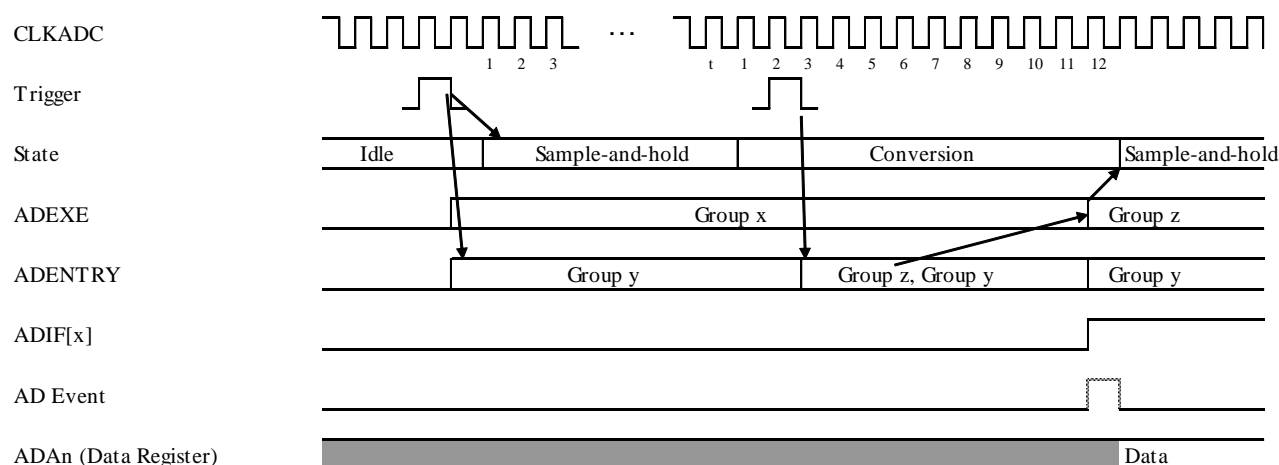 CLKADC
...
1 2 3 t 1 2 3 4 5 6 7 8 9 10 11 12
Trigger
State Idle Sample-and-hold Conversion Sample-and-hold
ADEXE Group x Group z
ADENTRY Group y Group z, Group y Group y
ADIF[x]
AD Event
ADAn (Data Register) Data